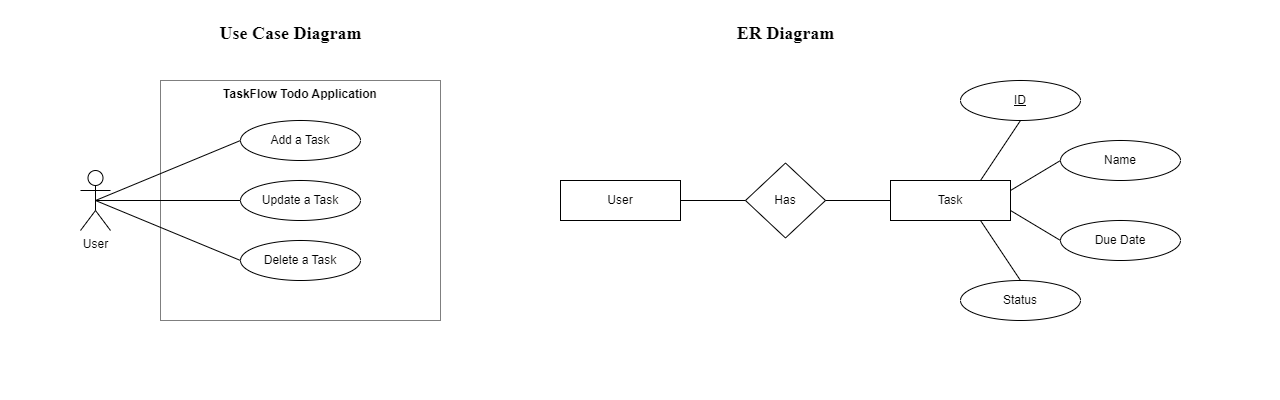 Use Case Diagram
TaskFlow Todo Application
Add a Task
Update a Task
Delete a Task
User
ER Diagram
User
Has
Task
ID
Name
Due Date
Status